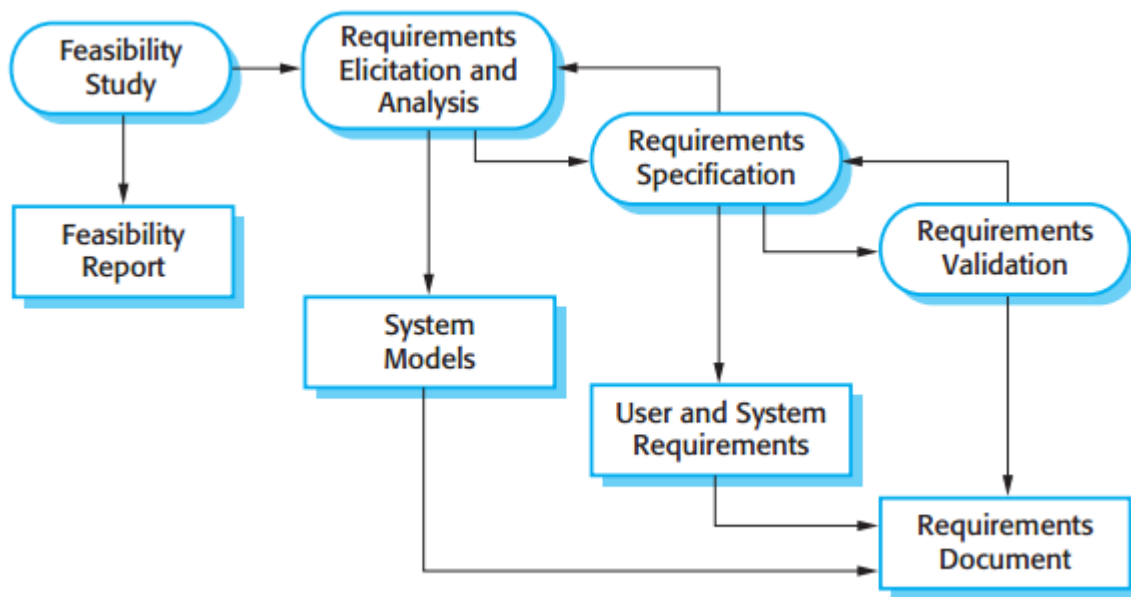 Feasibility
Study
Requirements
Elicitation and
Analysis
Requirements
Specification
Feasibility
Report
Requirements
Validation
System
Models
User and System
Requirements
Requirements
Document